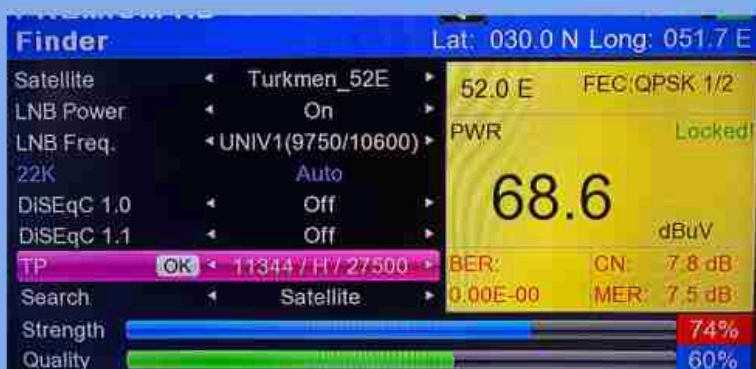 Finder
Lat: 030.0 N Long: 051.7 E
Satellite Turkmen_52E
LNB Power On
LNB Freq. UNIV1(9750/10600)
22K Auto
DiSEqC 1.0 Off
DiSEqC 1.1 Off
TP OK 11344 / H / 27500
Search Satellite
52.0 E FEC:QPSK 1/2
PWR Locked!
68.6
dBuV
BER: CN: 7.8 dB
0.00E-00 MER: 7.5 dB
Strength 74%
Quality 60%